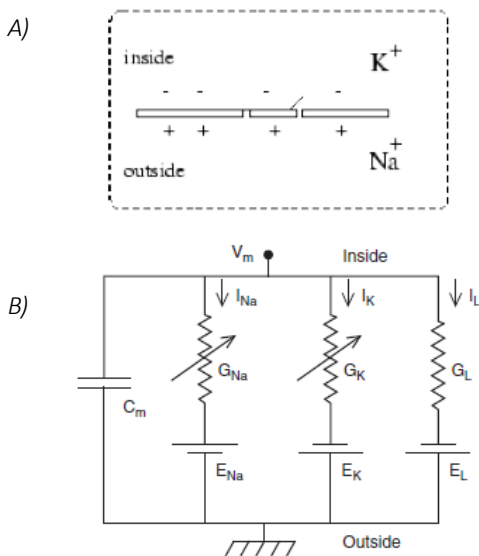 A)
inside
K+
- - - -
+ + + +
Na+
outside
B)
Vm
Inside
INa
IK
IL
GNa
GK
GL
Cm
ENa
EK
EL
Outside